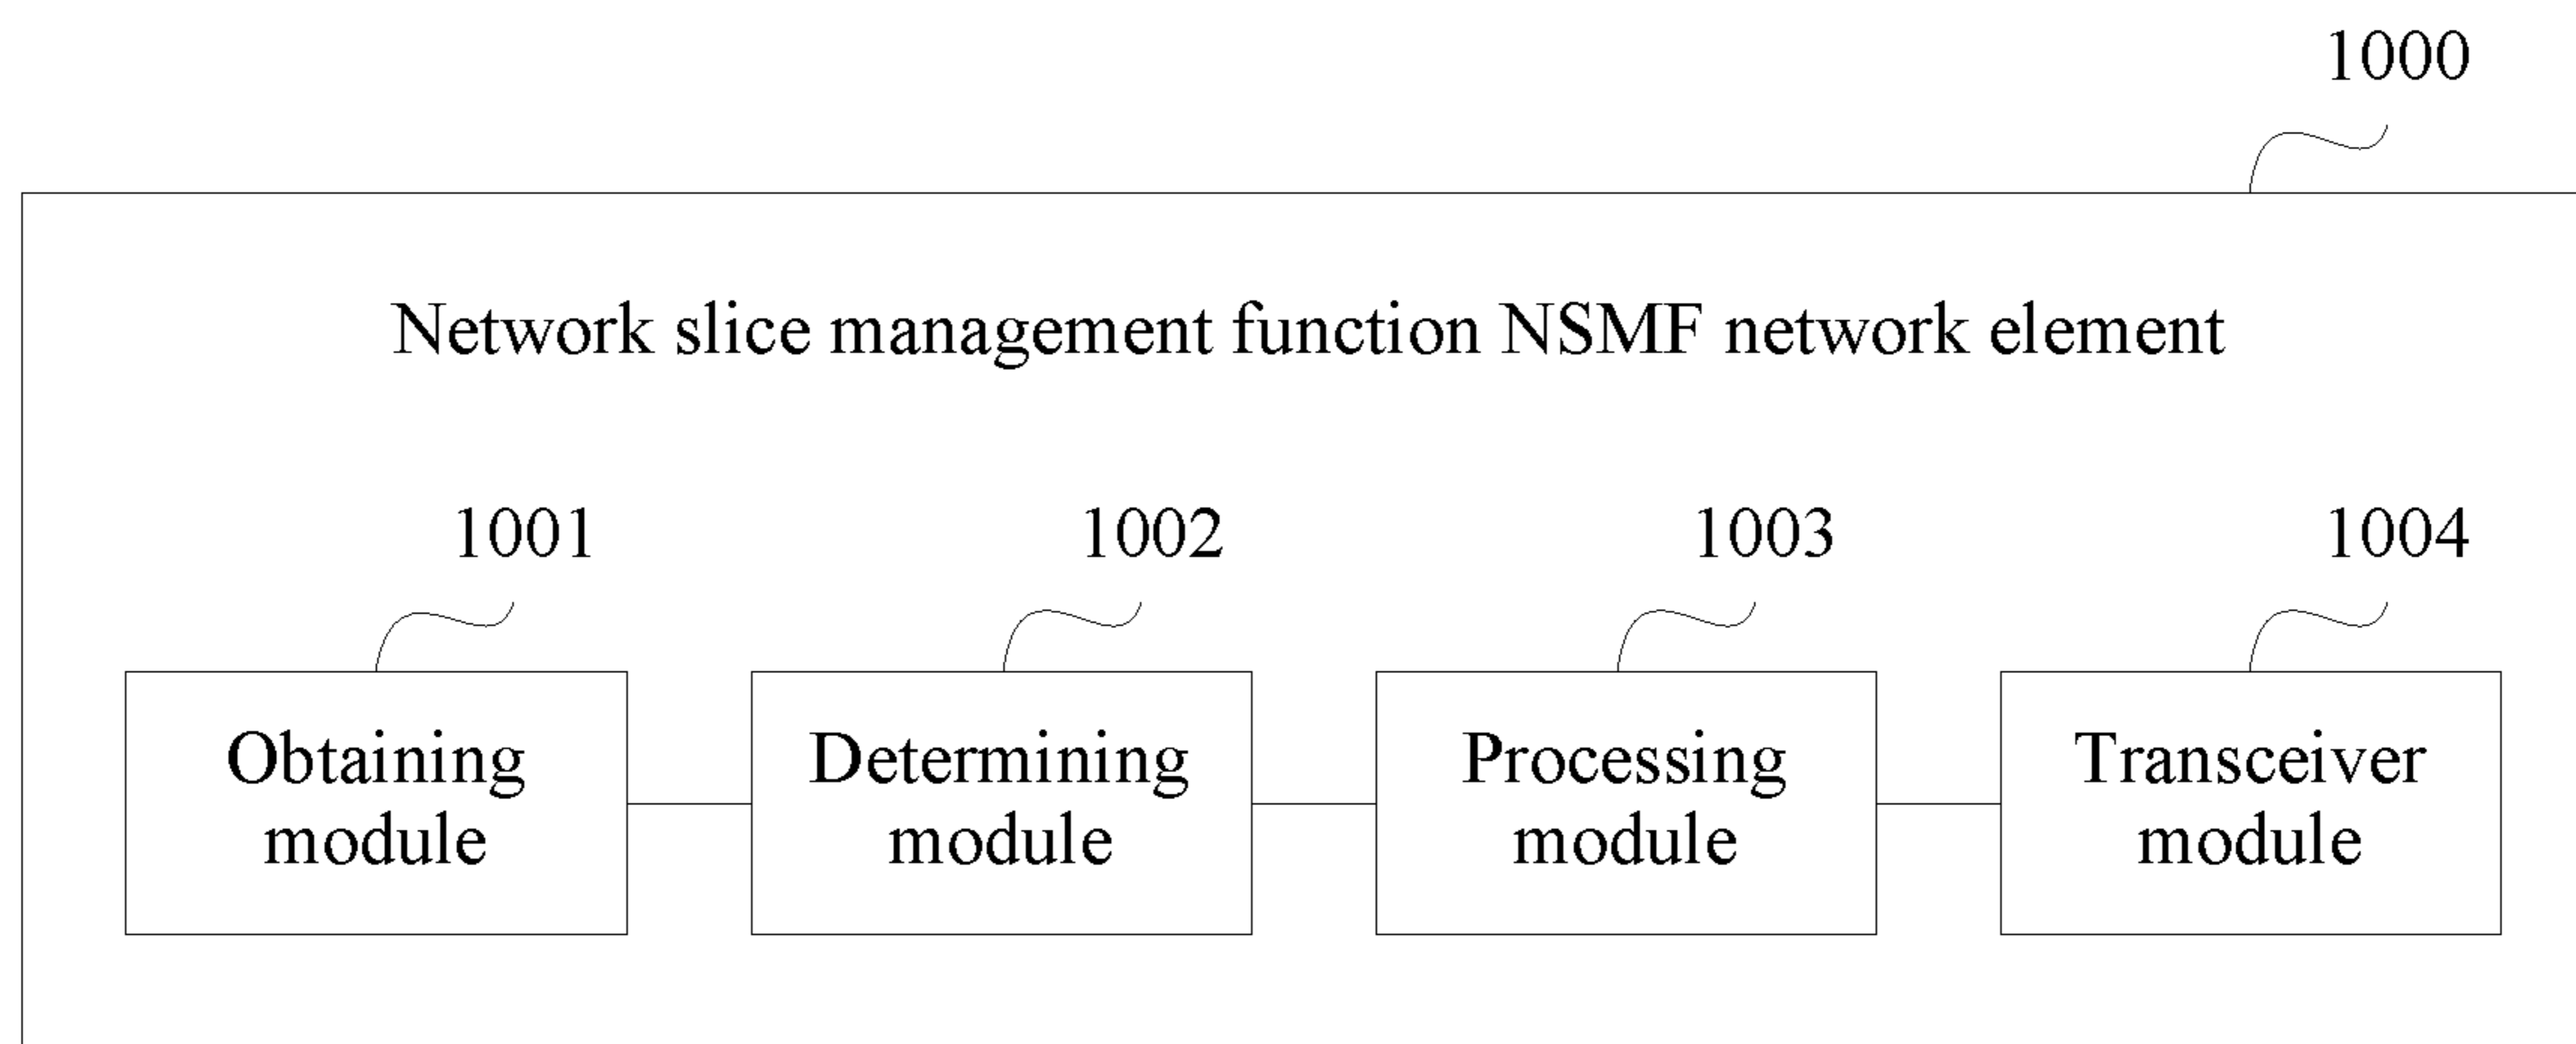 1000
Network slice management function NSMF network element
1001
1002
1003
1004
Obtaining
module
Determining
module
Processing
module
Transceiver
module